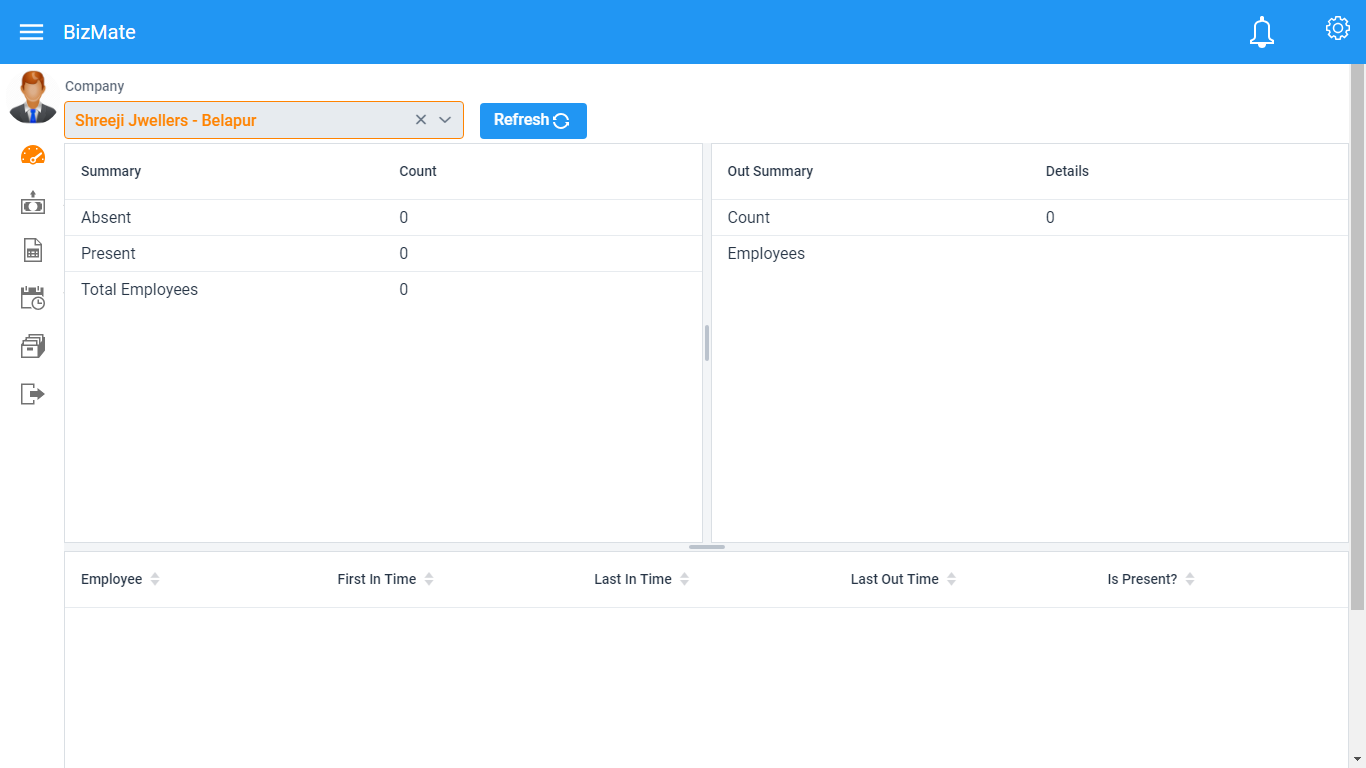 BizMate
Company
Shreeji Jwellers - Belapur
Refresh
Summary Count
Absent 0
Present 0
Total Employees 0
Out Summary Details
Count 0
Employees
Employee First In Time Last In Time Last Out Time Is Present?